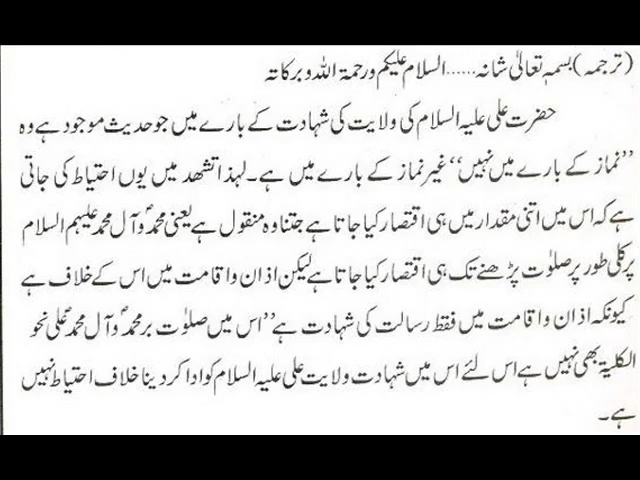 (ترجمہ) بسمہٖ تعالیٰ شانہ ...... السلام علیکم ورحمۃ اللہ وبرکاتہ
حضرت علی علیہ السلام کی ولایت کی شہادت کے بارے میں جو حدیث موجود ہے وہ
’’نماز کے بارے میں نہیں‘‘ غیر نماز کے بارے میں ہے۔ لہذا تشھد میں یوں احتیاط کی جاتی
ہے کہ اس میں اتنی مقدار میں ہی اقتصار کیا جاتا ہے جتنا وہ منقول ہے یعنی محمدؐ و آل محمد علیہم السلام
پر کلی طور پر صلوٰت پڑھنے تک ہی اقتصار کیا جاتا ہے لیکن اذان و اقامت میں اس کے خلاف ہے
کیونکہ اذان و اقامت میں فقط رسالت کی شہادت ہے ’’اس میں صلوٰت بر محمدؐ و آل محمدؐ علی نحو
الکلیۃ بھی نہیں ہے اس لئے اس میں شہادت ولایت علی علیہ السلام کو ادا کر دینا خلاف احتیاط نہیں
ہے۔